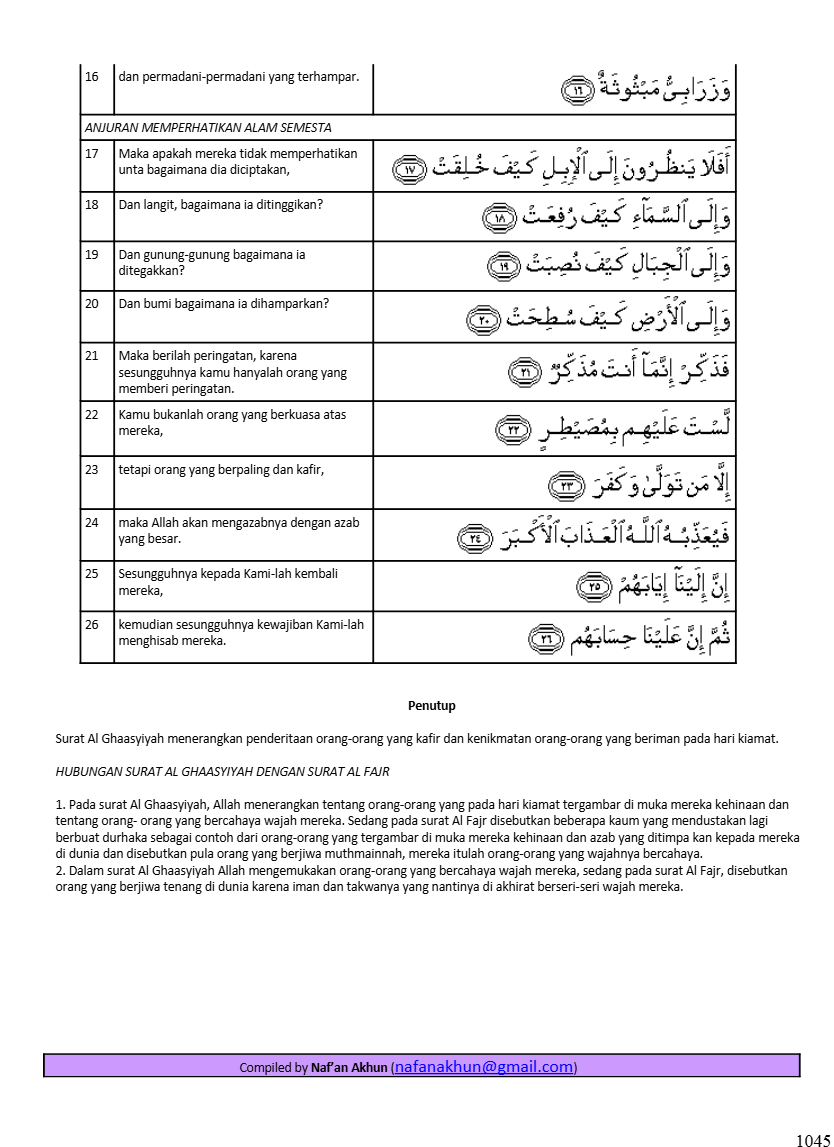 16 dan permadani-permadani yang terhampar. وَزَرَابِىُّ مَبْثُوثَةٌ ١٦
ANJURAN MEMPERHATIKAN ALAM SEMESTA
17 Maka apakah mereka tidak memperhatikan
unta bagaimana dia diciptakan, أَفَلَا يَنظُرُونَ إِلَى ٱلْإِبِلِ كَيْفَ خُلِقَتْ ١٧
18 Dan langit, bagaimana ia ditinggikan? وَإِلَى ٱلسَّمَآءِ كَيْفَ رُفِعَتْ ١٨
19 Dan gunung-gunung bagaimana ia
ditegakkan? وَإِلَى ٱلْجِبَالِ كَيْفَ نُصِبَتْ ١٩
20 Dan bumi bagaimana ia dihamparkan? وَإِلَى ٱلْأَرْضِ كَيْفَ سُطِحَتْ ٢٠
21 Maka berilah peringatan, karena
sesungguhnya kamu hanyalah orang yang
memberi peringatan. فَذَكِّرْ إِنَّمَآ أَنتَ مُذَكِّرٌ ٢١
22 Kamu bukanlah orang yang berkuasa atas
mereka, لَّسْتَ عَلَيْهِم بِمُصَيْطِرٍ ٢٢
23 tetapi orang yang berpaling dan kafir, إِلَّا مَن تَوَلَّىٰ وَكَفَرَ ٢٣
24 maka Allah akan mengazabnya dengan azab
yang besar. فَيُعَذِّبُهُ ٱللَّهُ ٱلْعَذَابَ ٱلْأَكْبَرَ ٢٤
25 Sesungguhnya kepada Kami-lah kembali
mereka, إِنَّ إِلَيْنَآ إِيَابَهُمْ ٢٥
26 kemudian sesungguhnya kewajiban Kami-lah
menghisab mereka. ثُمَّ إِنَّ عَلَيْنَا حِسَابَهُم ٢٦
Penutup
Surat Al Ghaasyiyah menerangkan penderitaan orang-orang yang kafir dan kenikmatan orang-orang yang beriman pada hari kiamat.
HUBUNGAN SURAT AL GHAASYIYAH DENGAN SURAT AL FAJR
1. Pada surat Al Ghaasyiyah, Allah menerangkan tentang orang-orang yang pada hari kiamat tergambar di muka mereka kehinaan dan
tentang orang- orang yang bercahaya wajah mereka. Sedang pada surat Al Fajr disebutkan beberapa kaum yang mendustakan lagi
berbuat durhaka sebagai contoh dari orang-orang yang tergambar di muka mereka kehinaan dan azab yang ditimpa kan kepada mereka
di dunia dan disebutkan pula orang yang berjiwa muthmainnah, mereka itulah orang-orang yang wajahnya bercahaya.
2. Dalam surat Al Ghaasyiyah Allah mengemukakan orang-orang yang bercahaya wajah mereka, sedang pada surat Al Fajr, disebutkan
orang yang berjiwa tenang di dunia karena iman dan takwanya yang nantinya di akhirat berseri-seri wajah mereka.
Compiled by Naf’an Akhun (nafanakhun@gmail.com)
1045